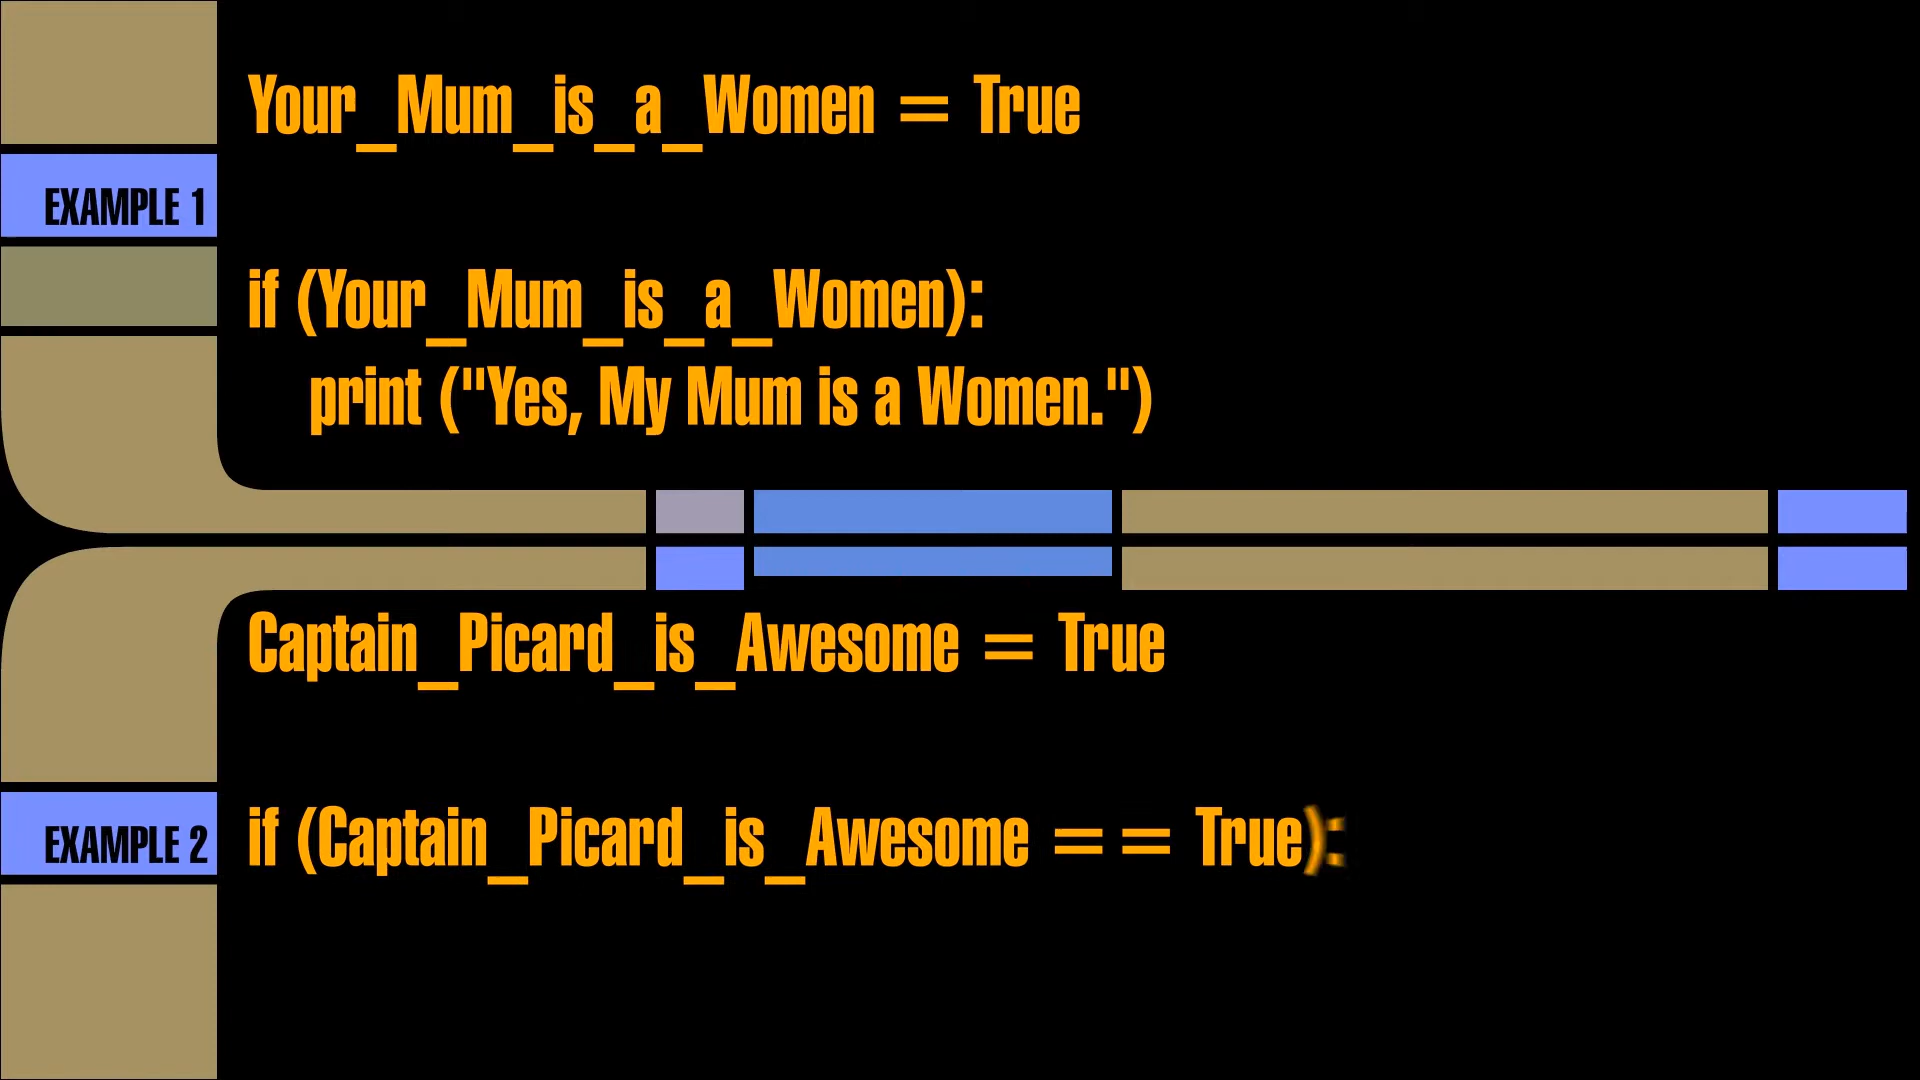 Your_Mum_is_a_Women = True
EXAMPLE 1
if (Your_Mum_is_a_Women):
print ("Yes, My Mum is a Women.")
Captain_Picard_is_Awesome = True
EXAMPLE 2
if (Captain_Picard_is_Awesome == True):